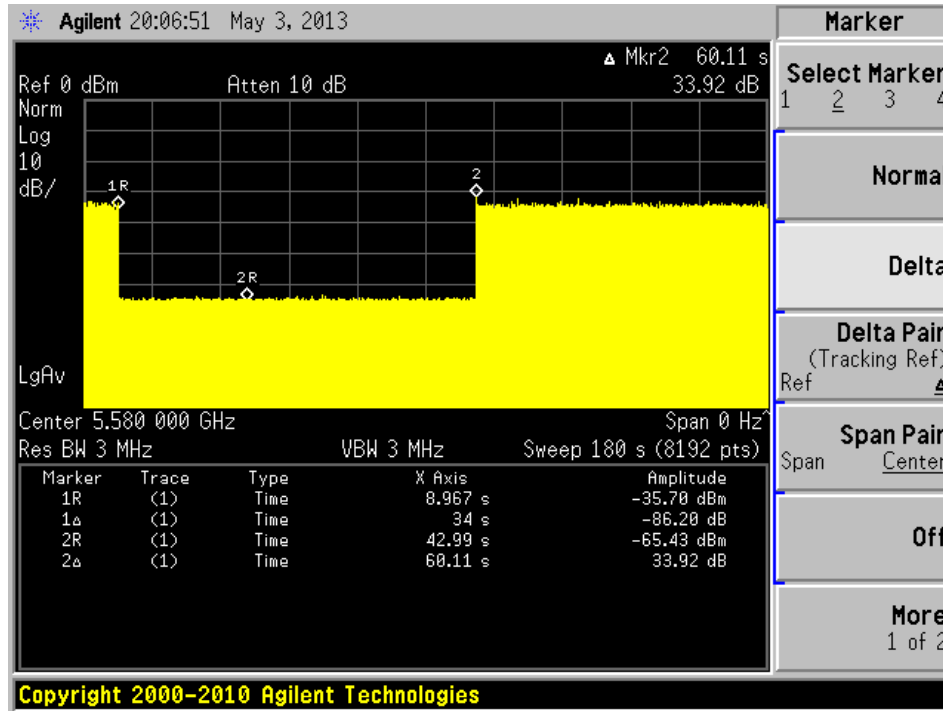 Agilent 20:06:51 May 3, 2013
Marker
Δ Mkr2 60.11 s
Ref 0 dBm Atten 10 dB 33.92 dB
Norm
Log
10
dB/
1R
2
2R
LgAv
Center 5.580 000 GHz Span 0 Hz^
Res BW 3 MHz VBW 3 MHz Sweep 180 s (8192 pts)
Marker Trace Type X Axis Amplitude
1R (1) Time 8.967 s -35.70 dBm
1Δ (1) Time 34 s -86.20 dB
2R (1) Time 42.99 s -65.43 dBm
2Δ (1) Time 60.11 s 33.92 dB
Select Marker
1 2 3 4
Norma
Delta
Delta Pair
(Tracking Ref)
Ref Δ
Span Pair
Span Center
Off
More
1 of 2
Copyright 2000-2010 Agilent Technologies